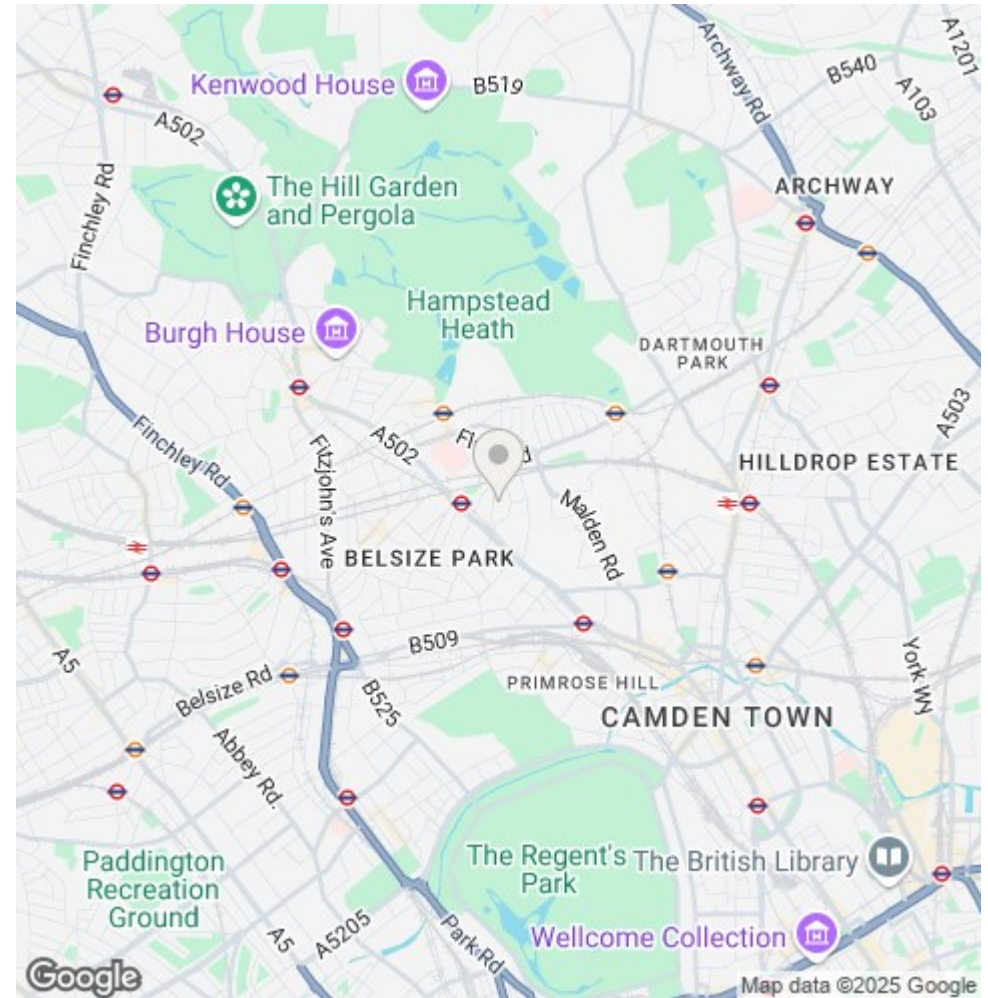 A1201
Archway Rd
B540
Kenwood House
B519
A103
A502
The Hill Garden
and Pergola
ARCHWAY
Finchley Rd
Hampstead
Heath
Burgh House
DARTMOUTH
PARK
A503
Finchley Rd
Fitzjohn's Ave
A502
HILLDROP ESTATE
Malden Rd
BELSIZE PARK
B509
A5
Belsize Rd
B525
PRIMROSE HILL
York Wy
CAMDEN TOWN
Abbey Rd.
Paddington
Recreation
Ground
The Regent's
Park
The British Library
A5
A5205
Park Rd
Wellcome Collection
Google
Map data ©2025 Google